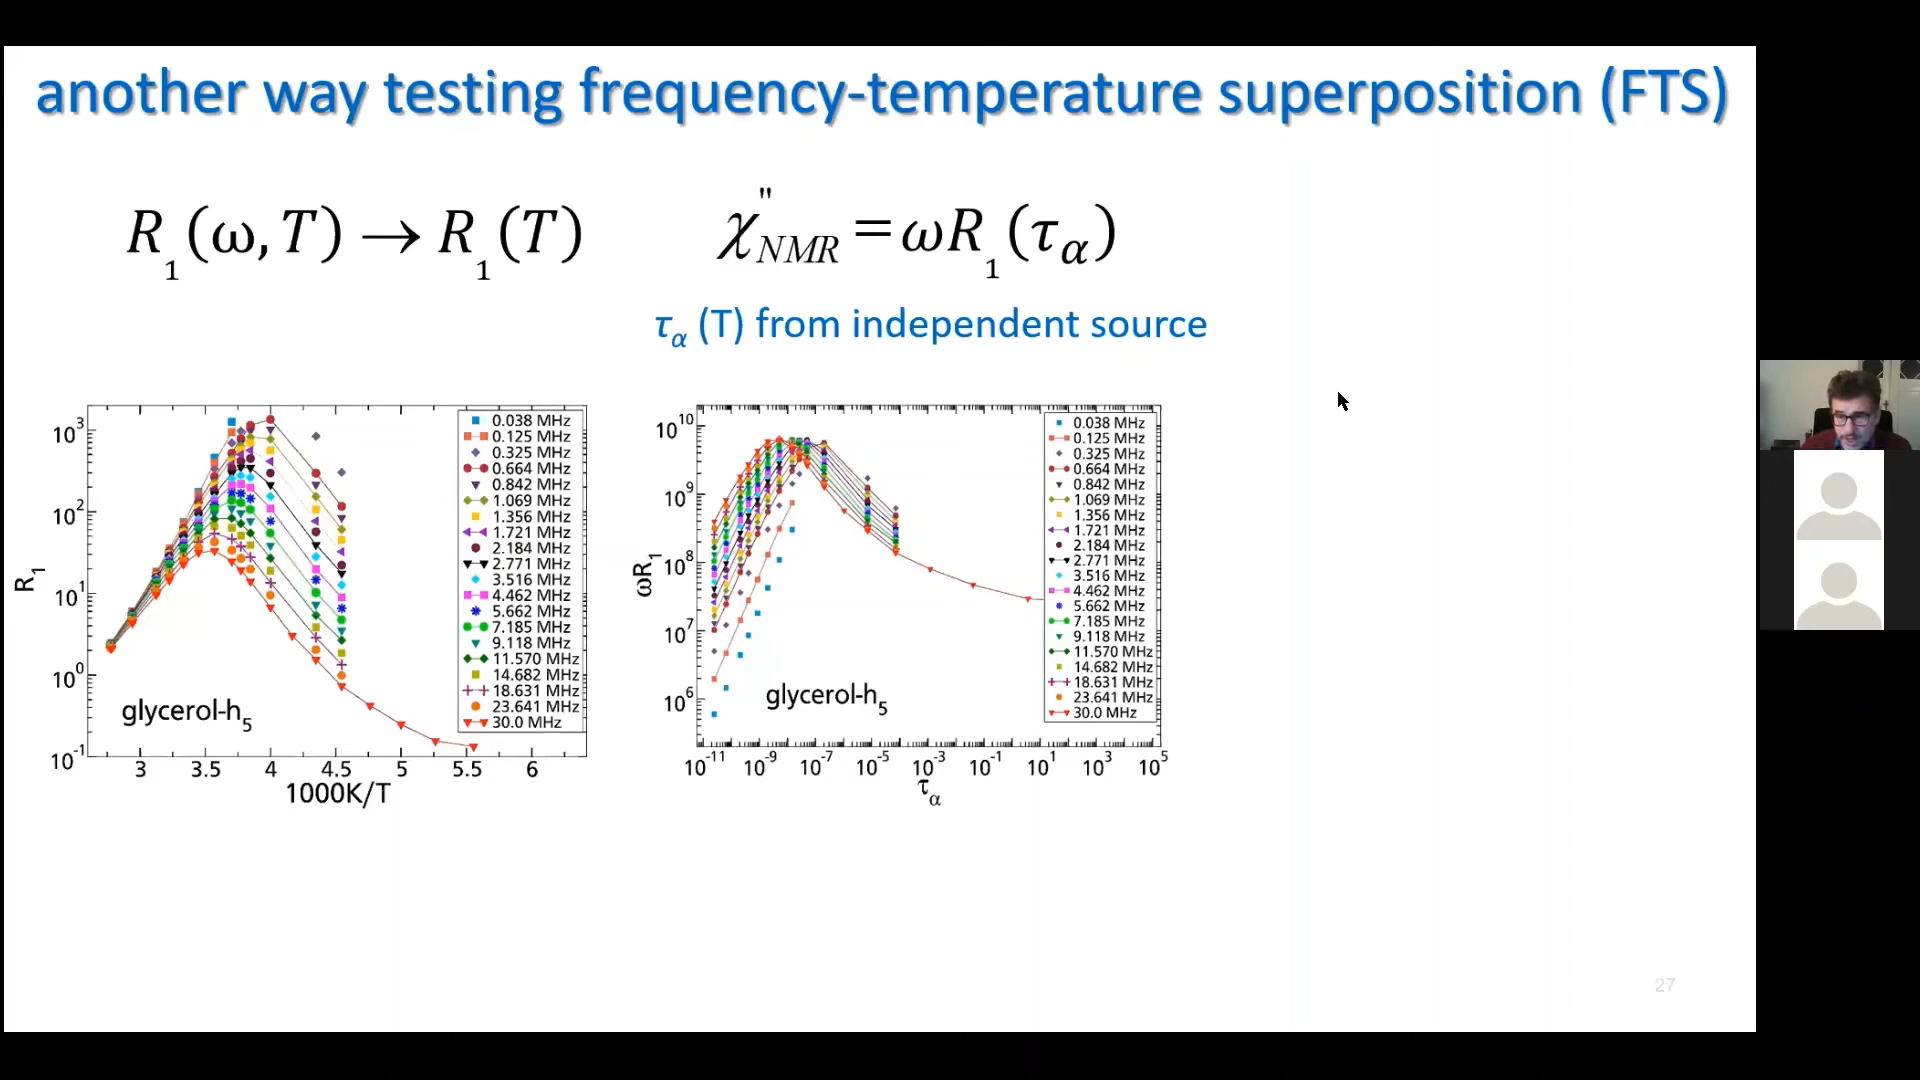 another way testing frequency-temperature superposition (FTS)
R₁(ω,T) → R₁(T)
χ''NMR = ωR₁(τα)
τα (T) from independent source
10³
10²
10¹
10⁰
10⁻¹
R₁
glycerol-h₅
0.038 MHz
0.125 MHz
0.325 MHz
0.664 MHz
0.842 MHz
1.069 MHz
1.356 MHz
1.721 MHz
2.184 MHz
2.771 MHz
3.516 MHz
4.462 MHz
5.662 MHz
7.185 MHz
9.118 MHz
11.570 MHz
14.682 MHz
18.631 MHz
23.641 MHz
30.0 MHz
3 3.5 4 4.5 5 5.5 6
1000K/T
10¹⁰
10⁹
10⁸
10⁷
10⁶
ωR₁
glycerol-h₅
0.038 MHz
0.125 MHz
0.325 MHz
0.664 MHz
0.842 MHz
1.069 MHz
1.356 MHz
1.721 MHz
2.184 MHz
2.771 MHz
3.516 MHz
4.462 MHz
5.662 MHz
7.185 MHz
9.118 MHz
11.570 MHz
14.682 MHz
18.631 MHz
23.641 MHz
30.0 MHz
10⁻¹¹ 10⁻⁹ 10⁻⁷ 10⁻⁵ 10⁻³ 10⁻¹ 10¹ 10³ 10⁵
τα
27